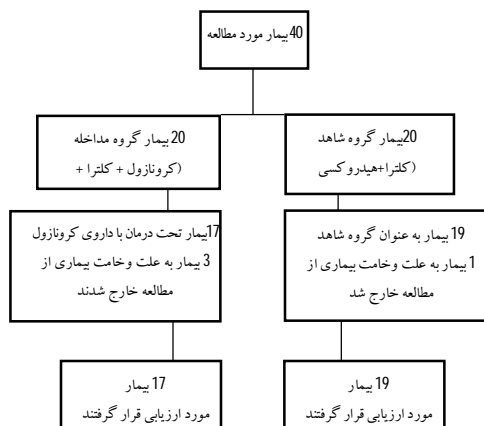 40بیمار مورد مطالعه
20بیمار گروه شاهد
(کلترا+هیدروکسی
20 بیمار گروه مداخله
(کرونازول + کلترا +
19 بیمار به عنوان گروه شاهد
1 بیمار به علت وخامت بیماری از
مطالعه خارج شد
17بیمار تحت درمان با داروی کرونازول
3 بیمار به علت وخامت بیماری از
مطالعه خارج شدند
19 بیمار
مورد ارزیابی قرار گرفتند
17 بیمار
مورد ارزیابی قرار گرفتند